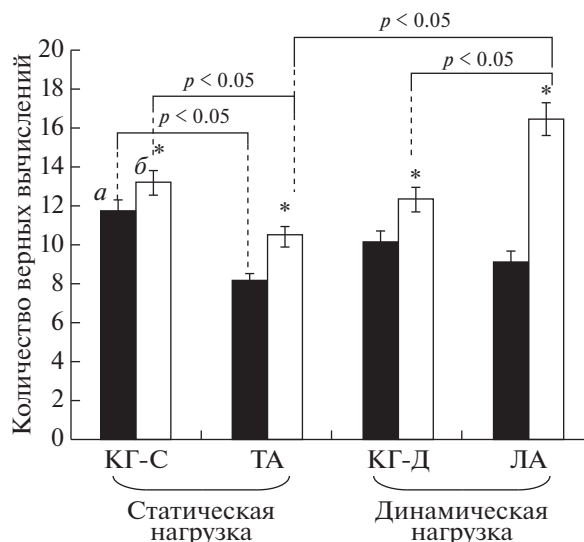 Количество верных вычислений
20
18
16
14
12
10
8
6
4
2
0
p < 0.05
p < 0.05
p < 0.05
p < 0.05
а
б
*
*
*
*
КГ-С
ТА
КГ-Д
ЛА
Статическая
нагрузка
Динамическая
нагрузка